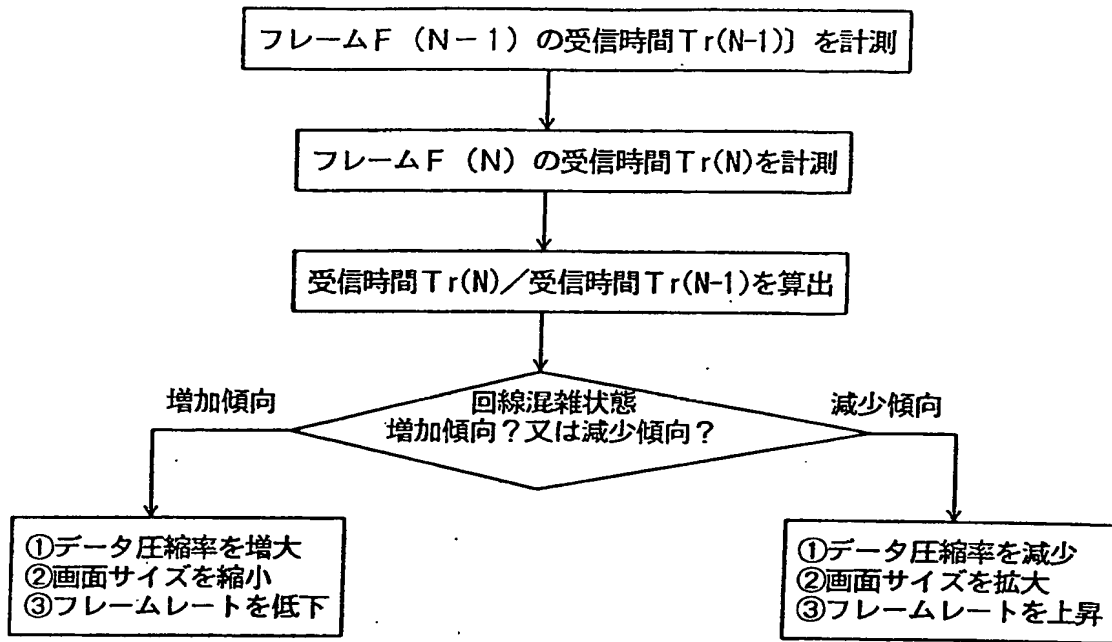 フレームF（N－1）の受信時間Tr(N-1)〕を計測
フレームF（N）の受信時間Tr(N)を計測
受信時間Tr(N)／受信時間Tr(N-1)を算出
回線混雑状態
増加傾向？又は減少傾向？
増加傾向
減少傾向
①データ圧縮率を増大
②画面サイズを縮小
③フレームレートを低下
①データ圧縮率を減少
②画面サイズを拡大
③フレームレートを上昇